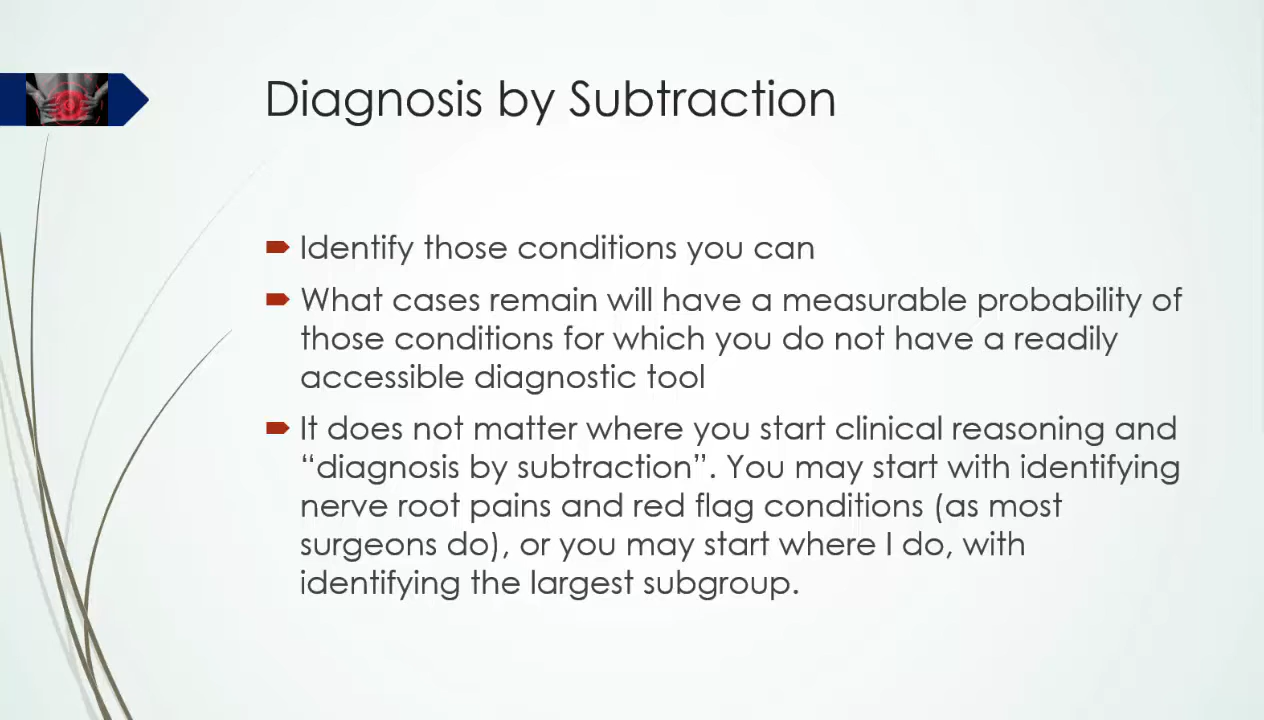 Diagnosis by Subtraction
Identify those conditions you can
What cases remain will have a measurable probability of
those conditions for which you do not have a readily
accessible diagnostic tool
It does not matter where you start clinical reasoning and
“diagnosis by subtraction”. You may start with identifying
nerve root pains and red flag conditions (as most
surgeons do), or you may start where I do, with
identifying the largest subgroup.